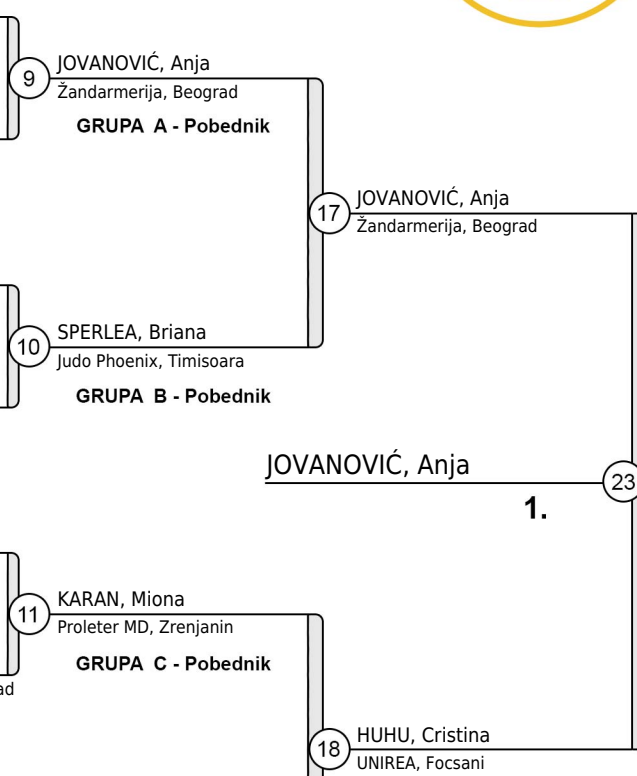 9
JOVANOVIĆ, Anja
Žandarmerija, Beograd
GRUPA A - Pobednik
17
JOVANOVIĆ, Anja
Žandarmerija, Beograd
10
SPERLEA, Briana
Judo Phoenix, Timisoara
GRUPA B - Pobednik
JOVANOVIĆ, Anja
23
1.
11
KARAN, Miona
Proleter MD, Zrenjanin
GRUPA C - Pobednik
18
HUHU, Cristina
UNIREA, Focsani